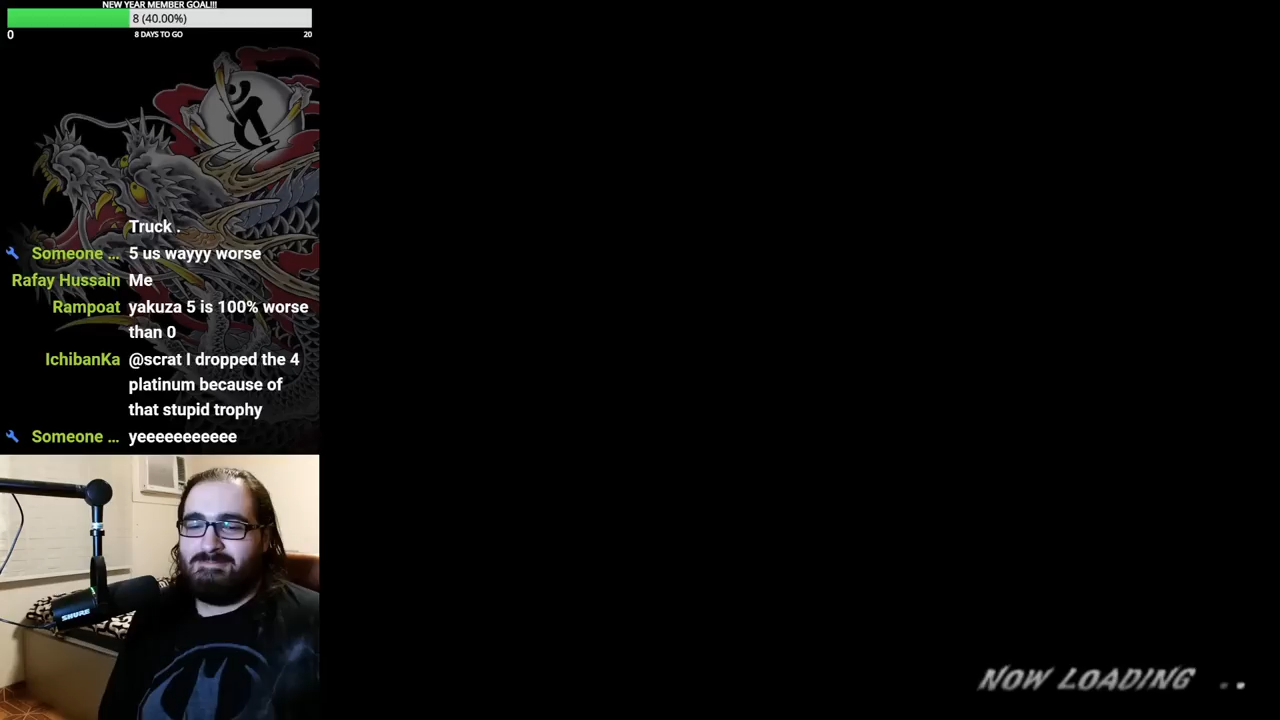 NEW YEAR MEMBER GOAL!!!
8 (40.00%)
0 8 DAYS TO GO 20
Truck .
Someone ... 5 us wayyy worse
Rafay Hussain Me
Rampoat yakuza 5 is 100% worse
than 0
IchibanKa @scrat I dropped the 4
platinum because of
that stupid trophy
Someone ... yeeeeeeeeeee
SHURE
NOW LOADING ..